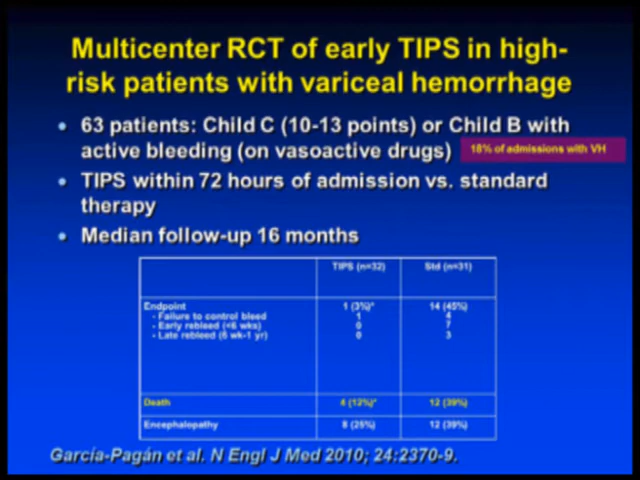 Multicenter RCT of early TIPS in high-
risk patients with variceal hemorrhage
• 63 patients: Child C (10-13 points) or Child B with
active bleeding (on vasoactive drugs)
18% of admissions with VH
• TIPS within 72 hours of admission vs. standard
therapy
• Median follow-up 16 months
TIPS (n=32) Std (n=31)
Endpoint 1 (3%)* 14 (45%)
- Failure to control bleed 1 4
- Early rebleed (<6 wks) 0 7
- Late rebleed (6 wk-1 yr) 0 3
Death 4 (12%)* 12 (39%)
Encephalopathy 8 (25%) 12 (39%)
García-Pagán et al. N Engl J Med 2010; 24:2370-9.